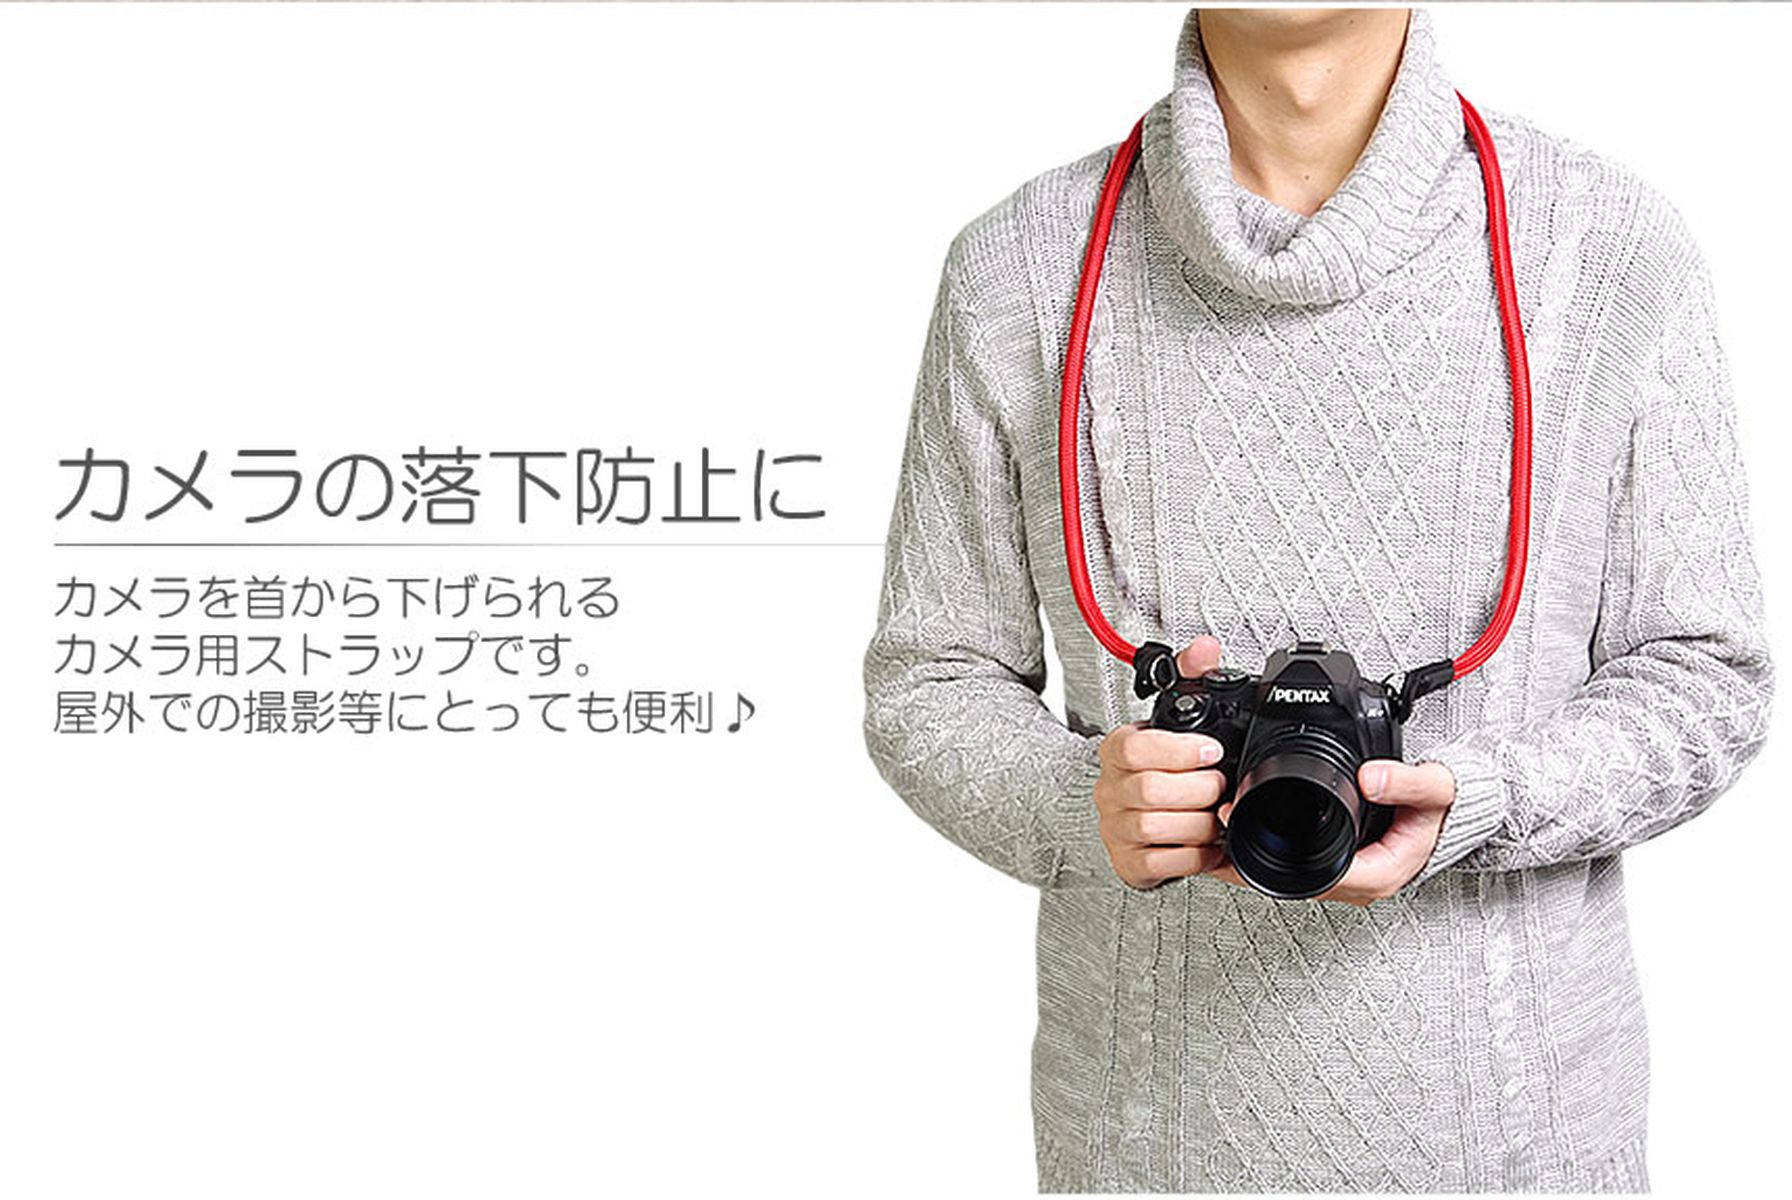 カメラの落下防止に
カメラを首から下げられる
カメラ用ストラップです。
屋外での撮影等にとっても便利♪
PENTAX